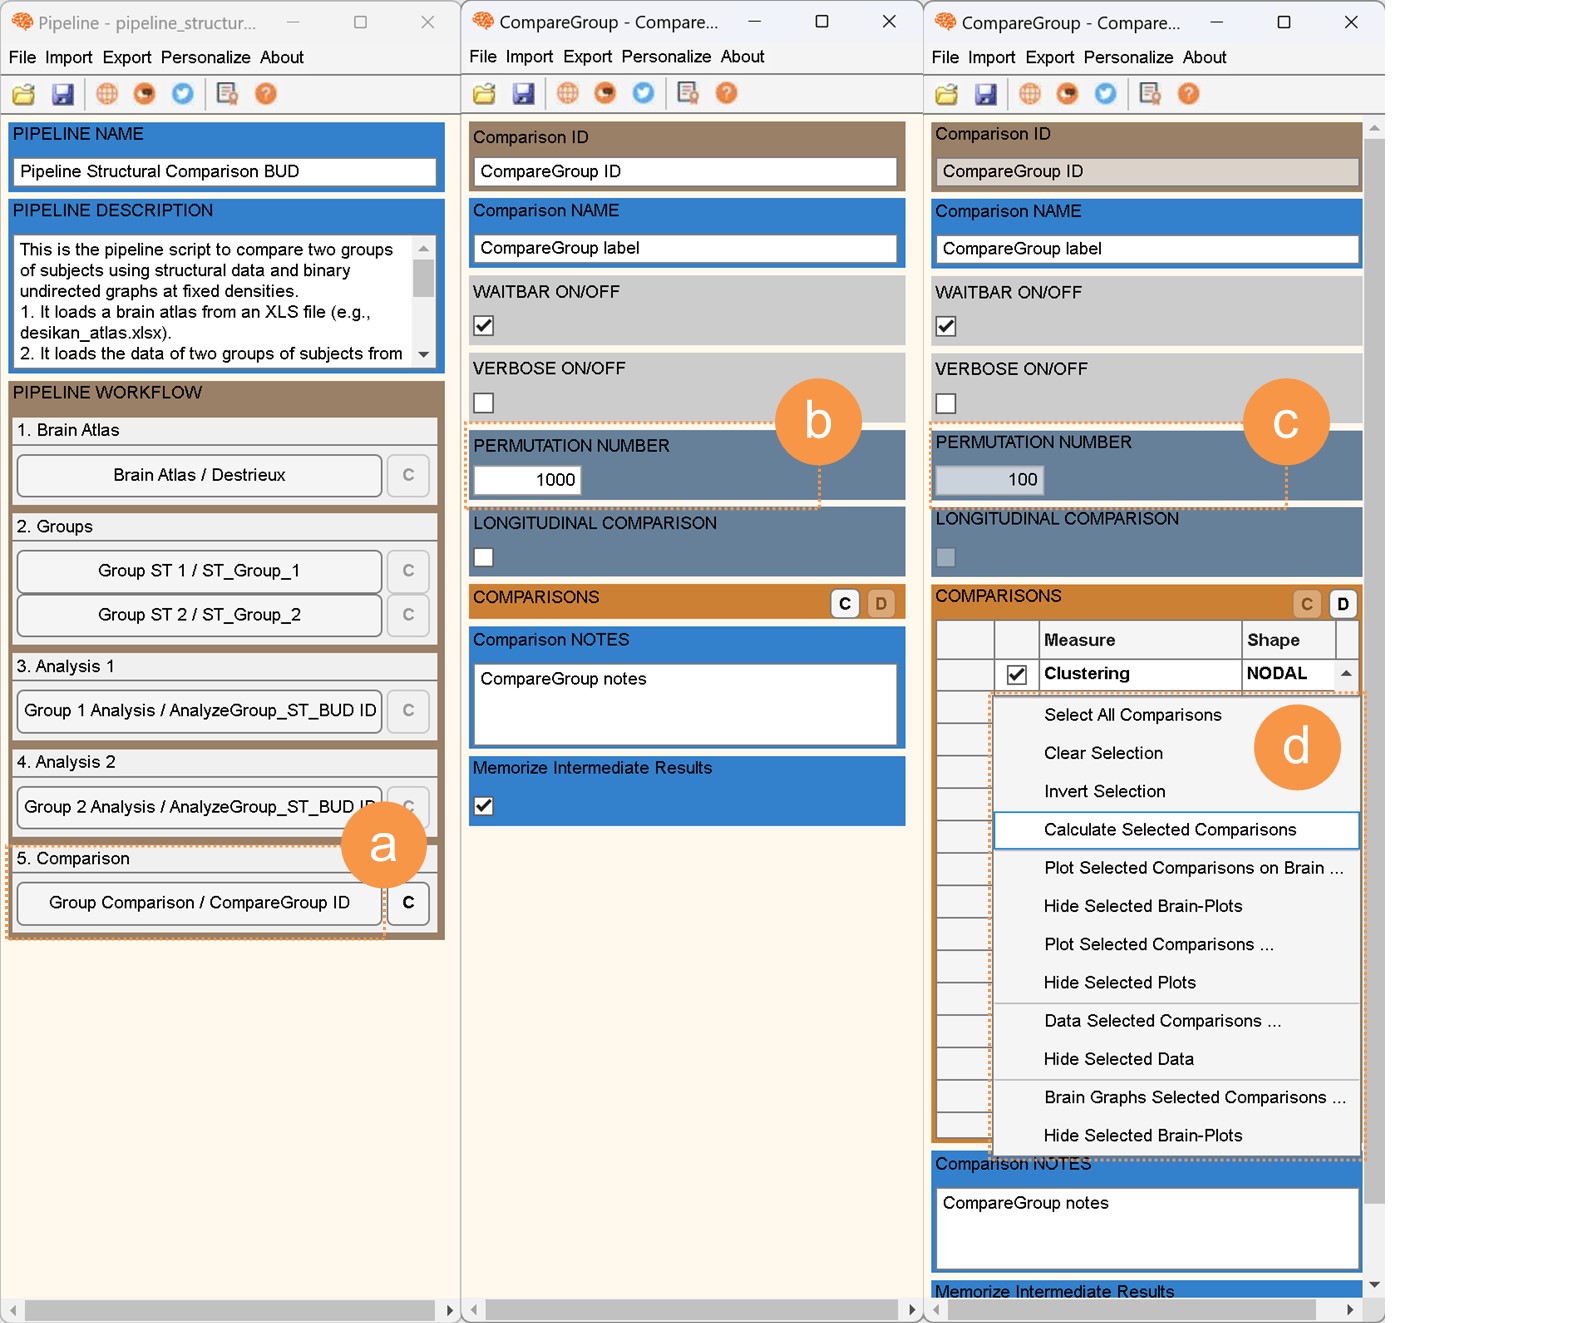 Pipeline - pipeline_structur...
File Import Export Personalize About
PIPELINE NAME
Pipeline Structural Comparison BUD
PIPELINE DESCRIPTION
This is the pipeline script to compare two groups
of subjects using structural data and binary
undirected graphs at fixed densities.
1. It loads a brain atlas from an XLS file (e.g.,
desikan_atlas.xlsx).
2. It loads the data of two groups of subjects from
PIPELINE WORKFLOW
1. Brain Atlas
Brain Atlas / Destrieux C
2. Groups
Group ST 1 / ST_Group_1 C
Group ST 2 / ST_Group_2 C
3. Analysis 1
Group 1 Analysis / AnalyzeGroup_ST_BUD ID C
4. Analysis 2
Group 2 Analysis / AnalyzeGroup_ST_BUD ID C
a
5. Comparison
Group Comparison / CompareGroup ID C
CompareGroup - Compare...
File Import Export Personalize About
Comparison ID
CompareGroup ID
Comparison NAME
CompareGroup label
WAITBAR ON/OFF
VERBOSE ON/OFF
b
PERMUTATION NUMBER
1000
LONGITUDINAL COMPARISON
COMPARISONS C D
Comparison NOTES
CompareGroup notes
Memorize Intermediate Results
CompareGroup - Compare...
File Import Export Personalize About
Comparison ID
CompareGroup ID
Comparison NAME
CompareGroup label
WAITBAR ON/OFF
VERBOSE ON/OFF
c
PERMUTATION NUMBER
100
LONGITUDINAL COMPARISON
COMPARISONS C D
Measure Shape
Clustering NODAL
d
Select All Comparisons
Clear Selection
Invert Selection
Calculate Selected Comparisons
Plot Selected Comparisons on Brain ...
Hide Selected Brain-Plots
Plot Selected Comparisons ...
Hide Selected Plots
Data Selected Comparisons ...
Hide Selected Data
Brain Graphs Selected Comparisons ...
Hide Selected Brain-Plots
Comparison NOTES
CompareGroup notes
Memorize Intermediate Results